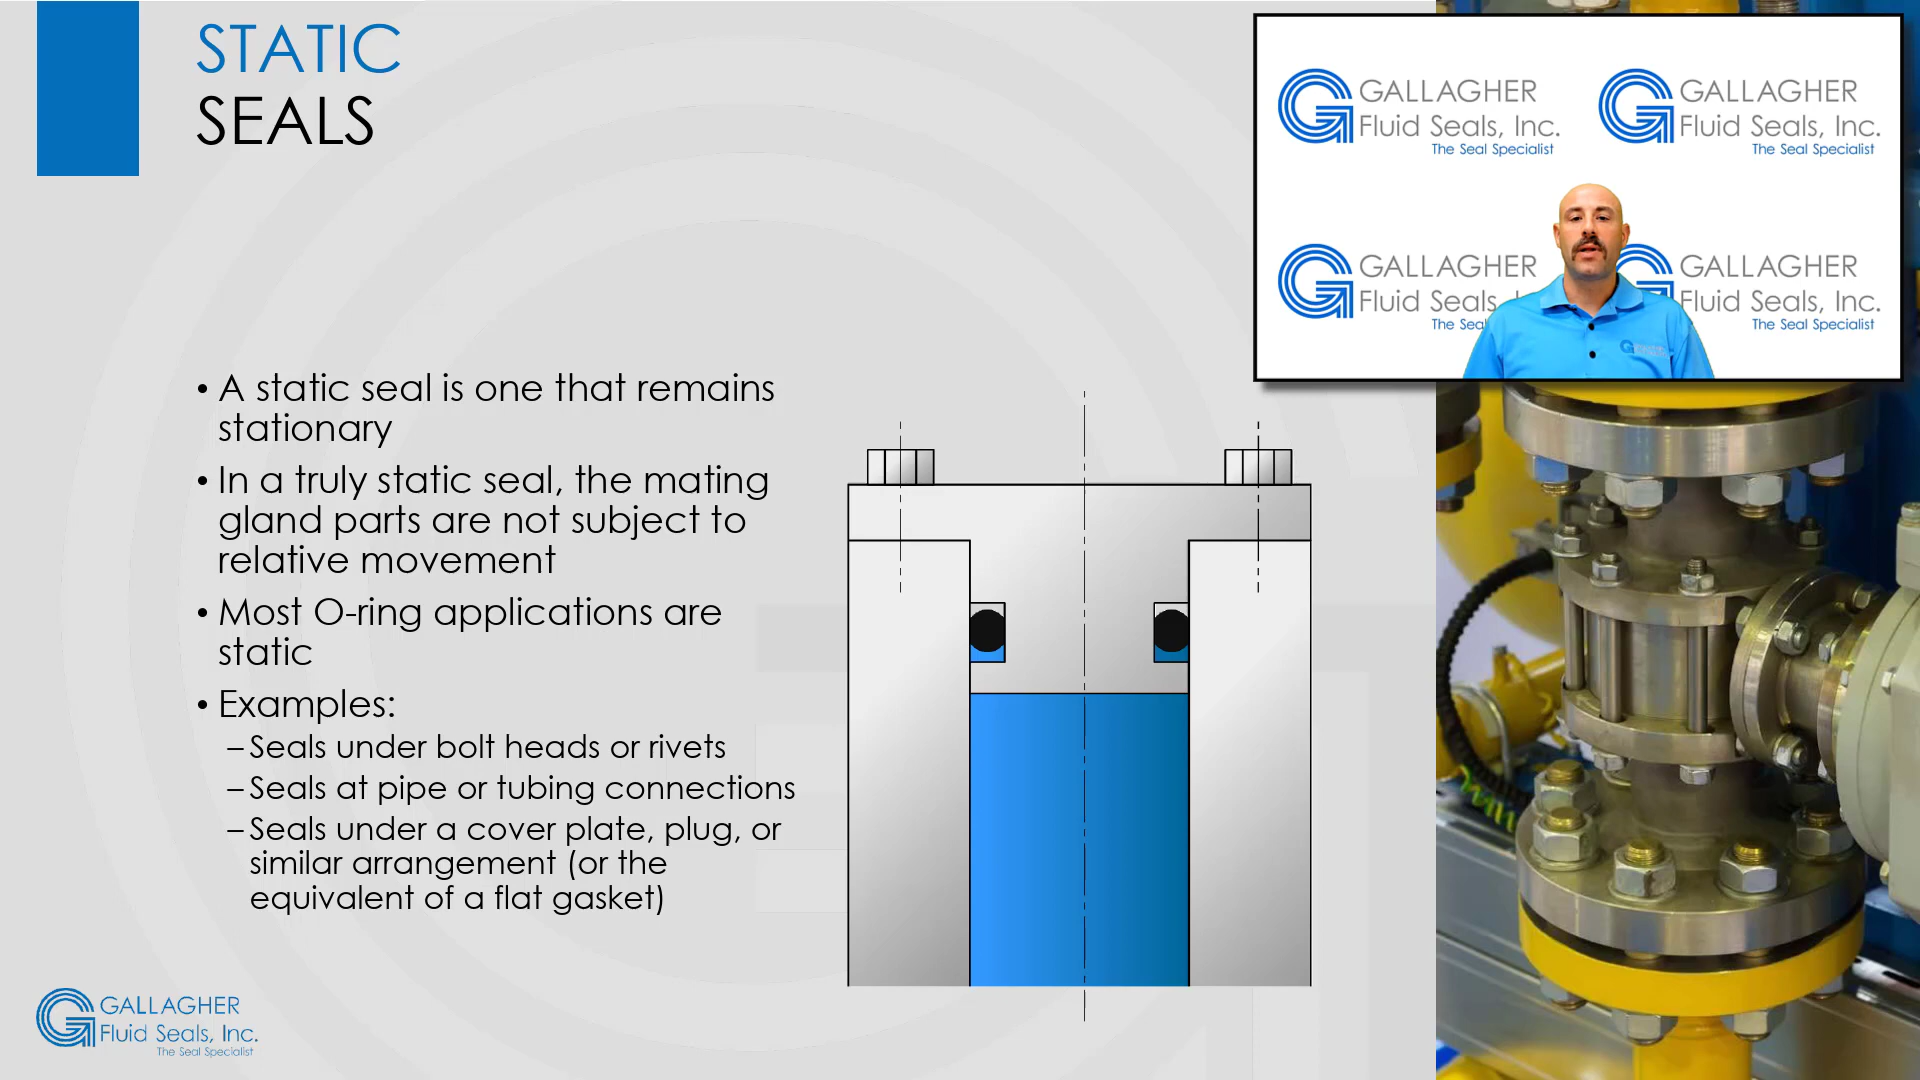 STATIC
SEALS
GALLAGHER
Fluid Seals, Inc.
The Seal Specialist
GALLAGHER
Fluid Seals, Inc.
The Seal Specialist
GALLAGHER
Fluid Seals,
The
GALLAGHER
Fluid Seals, Inc.
The Seal Specialist
• A static seal is one that remains
stationary
• In a truly static seal, the mating
gland parts are not subject to
relative movement
• Most O-ring applications are
static
• Examples:
– Seals under bolt heads or rivets
– Seals at pipe or tubing connections
– Seals under a cover plate, plug, or
similar arrangement (or the
equivalent of a flat gasket)
GALLAGHER
Fluid Seals, Inc.
The Seal Specialist